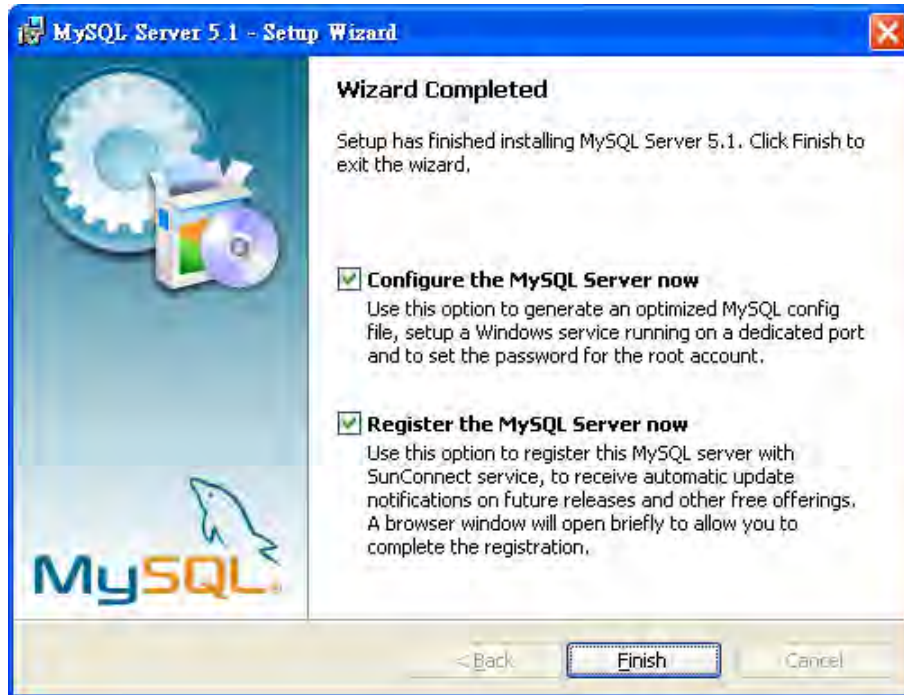 MySQL Server 5.1 - Setup Wizard
Wizard Completed
Setup has finished installing MySQL Server 5.1. Click Finish to
exit the wizard.
Configure the MySQL Server now
Use this option to generate an optimized MySQL config
file, setup a Windows service running on a dedicated port
and to set the password for the root account.
Register the MySQL Server now
Use this option to register this MySQL server with
SunConnect service, to receive automatic update
notifications on future releases and other free offerings.
A browser window will open briefly to allow you to
complete the registration.
MySQL®
< Back
Finish
Cancel